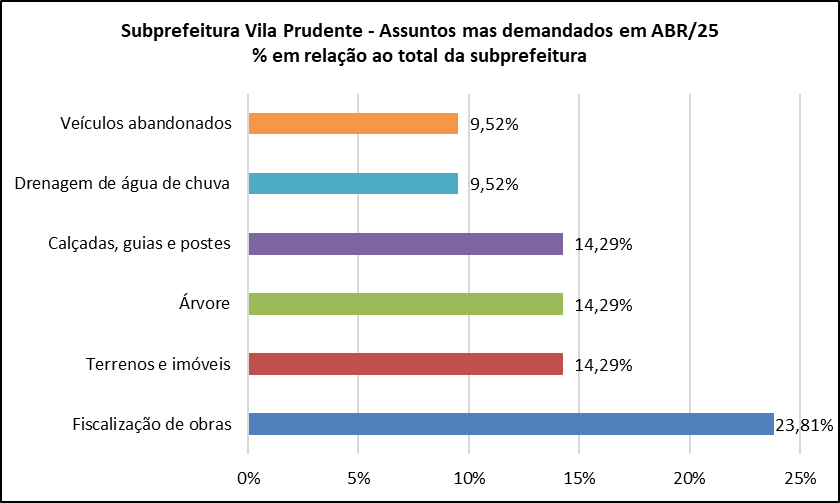 Subprefeitura Vila Prudente - Assuntos mas demandados em ABR/25
% em relação ao total da subprefeitura
Veículos abandonados
9,52%
Drenagem de água de chuva
9,52%
Calçadas, guias e postes
14,29%
Árvore
14,29%
Terrenos e imóveis
14,29%
Fiscalização de obras
23,81%
0%
5%
10%
15%
20%
25%